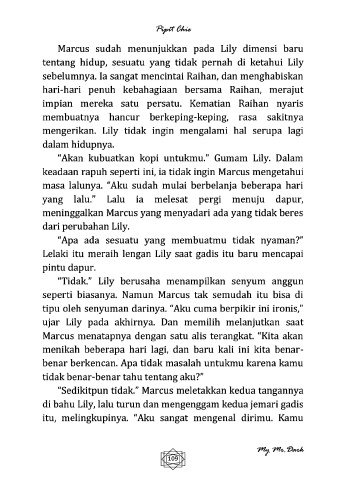 Pipit Chie
Marcus sudah menunjukkan pada Lily dimensi baru
tentang hidup, sesuatu yang tidak pernah di ketahui Lily
sebelumnya. Ia sangat mencintai Raihan, dan menghabiskan
hari-hari penuh kebahagiaan bersama Raihan, merajut
impian mereka satu persatu. Kematian Raihan nyaris
membuatnya hancur berkeping-keping, rasa sakitnya
mengerikan. Lily tidak ingin mengalami hal serupa lagi
dalam hidupnya.
"Akan kubuatkan kopi untukmu." Gumam Lily. Dalam
keadaan rapuh seperti ini, ia tidak ingin Marcus mengetahui
masa lalunya. "Aku sudah mulai berbelanja beberapa hari
yang lalu." Lalu ia melesat pergi menuju dapur,
meninggalkan Marcus yang menyadari ada yang tidak beres
dari perubahan Lily.
"Apa ada sesuatu yang membuatmu tidak nyaman?"
Lelaki itu meraih lengan Lily saat gadis itu baru mencapai
pintu dapur.
"Tidak." Lily berusaha menampilkan senyum anggun
seperti biasanya. Namun Marcus tak semudah itu bisa di
tipu oleh senyuman darinya. "Aku cuma berpikir ini ironis,"
ujar Lily pada akhirnya. Dan memilih melanjutkan saat
Marcus menatapnya dengan satu alis terangkat. "Kita akan
menikah beberapa hari lagi, dan baru kali ini kita benar-
benar berkencan. Apa tidak masalah untukmu karena kamu
tidak benar-benar tahu tentang aku?"
"Sedikitpun tidak." Marcus meletakkan kedua tangannya
di bahu Lily, lalu turun dan mengenggam kedua jemari gadis
itu, melingkupinya. "Aku sangat mengenal dirimu. Kamu
My Mr. Dark
109